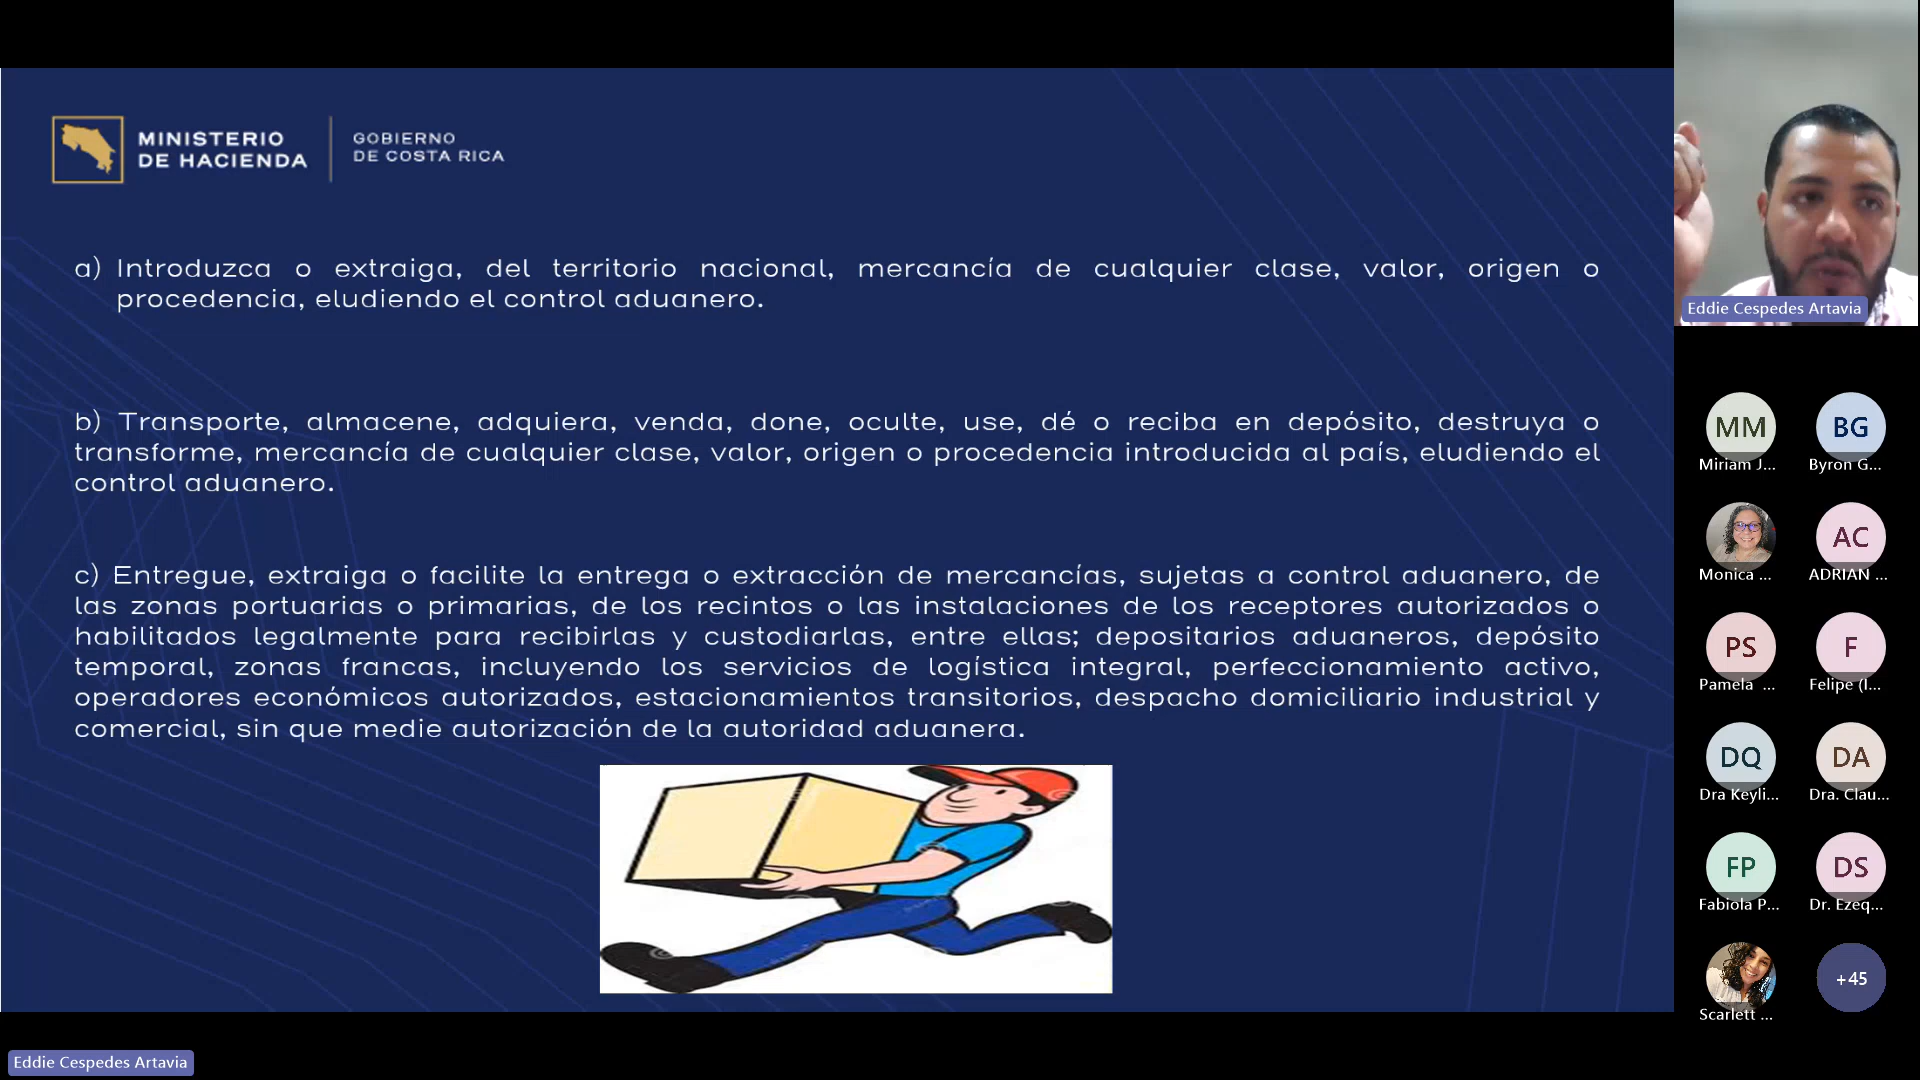 MINISTERIO
DE HACIENDA
GOBIERNO
DE COSTA RICA
a) Introduzca o extraiga, del territorio nacional, mercancía de cualquier clase, valor, origen o
procedencia, eludiendo el control aduanero.
b) Transporte, almacene, adquiera, venda, done, oculte, use, dé o reciba en depósito, destruya o
transforme, mercancía de cualquier clase, valor, origen o procedencia introducida al país, eludiendo el
control aduanero.
c) Entregue, extraiga o facilite la entrega o extracción de mercancías, sujetas a control aduanero, de
las zonas portuarias o primarias, de los recintos o las instalaciones de los receptores autorizados o
habilitados legalmente para recibirlas y custodiarlas, entre ellas; depositarios aduaneros, depósito
temporal, zonas francas, incluyendo los servicios de logística integral, perfeccionamiento activo,
operadores económicos autorizados, estacionamientos transitorios, despacho domiciliario industrial y
comercial, sin que medie autorización de la autoridad aduanera.
Eddie Cespedes Artavia
MM
Miriam J...
BG
Byron G...
Monica ...
AC
ADRIAN ...
PS
Pamela ...
F
Felipe (I...
DQ
Dra Keyli...
DA
Dra. Clau...
FP
Fabiola P...
DS
Dr. Ezeq...
Scarlett ...
+45
Eddie Cespedes Artavia